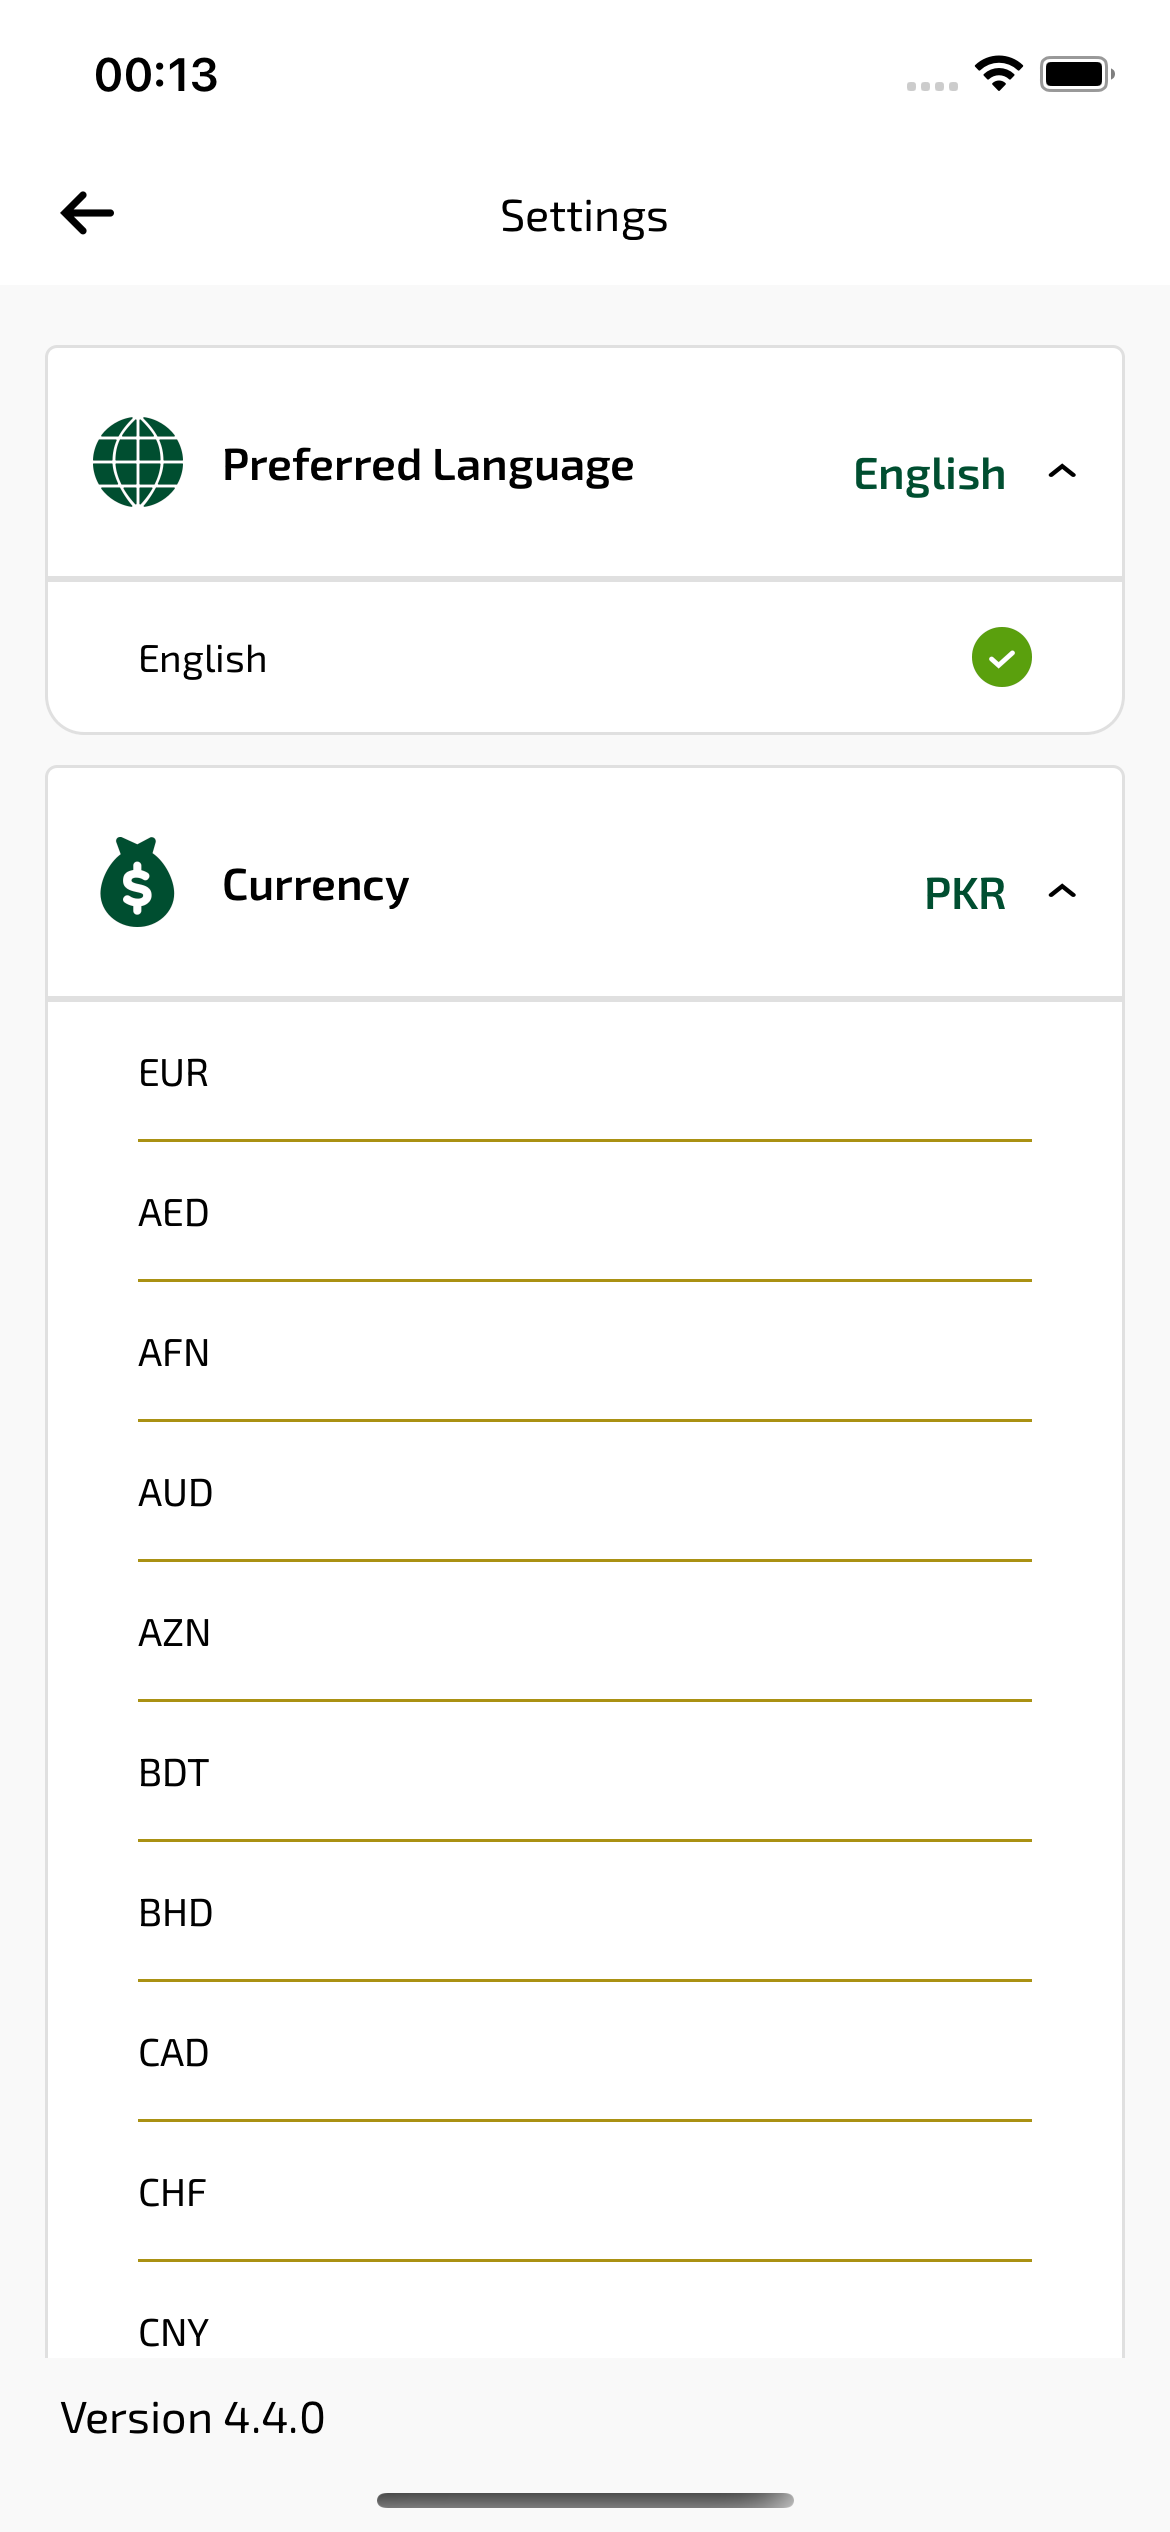 00:13
Settings
Preferred Language English
English
Currency PKR
EUR
AED
AFN
AUD
AZN
BDT
BHD
CAD
CHF
CNY
Version 4.4.0